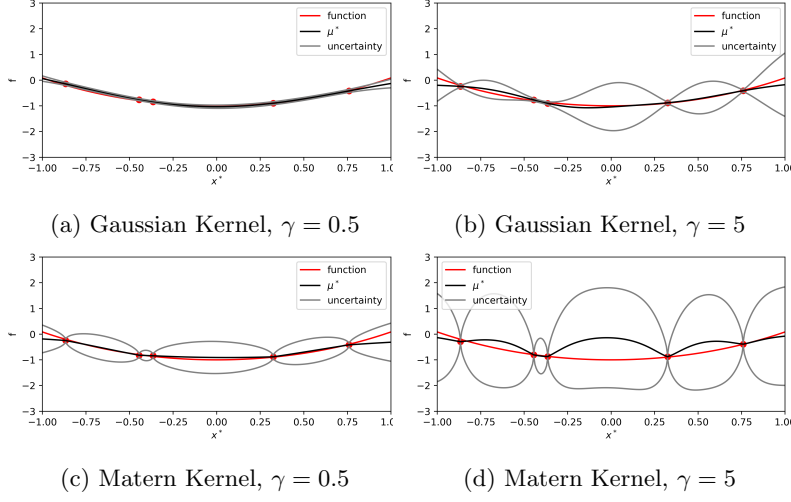 3
2
1
0
−1
−2
−3
f
function
μ*
uncertainty
−1.00 −0.75 −0.50 −0.25 0.00 0.25 0.50 0.75 1.0
x*
(a) Gaussian Kernel, γ = 0.5
3
2
1
0
−1
−2
−3
f
function
μ*
uncertainty
−1.00 −0.75 −0.50 −0.25 0.00 0.25 0.50 0.75 1.00
x*
(b) Gaussian Kernel, γ = 5
3
2
1
0
−1
−2
−3
f
function
μ*
uncertainty
−1.00 −0.75 −0.50 −0.25 0.00 0.25 0.50 0.75 1.0
x*
(c) Matern Kernel, γ = 0.5
3
2
1
0
−1
−2
−3
f
function
μ*
uncertainty
−1.00 −0.75 −0.50 −0.25 0.00 0.25 0.50 0.75 1.00
x*
(d) Matern Kernel, γ = 5